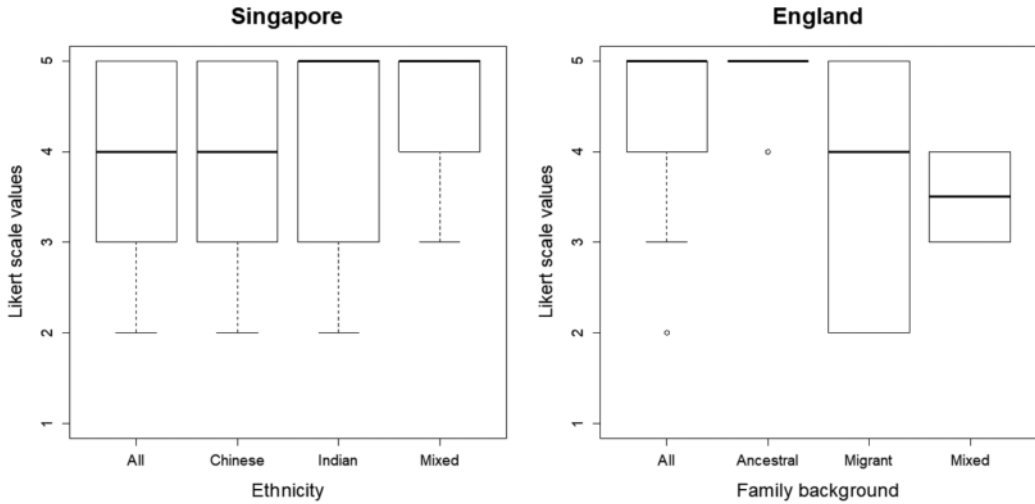 Singapore
Likert scale values
5
4
3
2
1
All Chinese Indian Mixed
Ethnicity
England
Likert scale values
5
4
3
2
1
All Ancestral Migrant Mixed
Family background